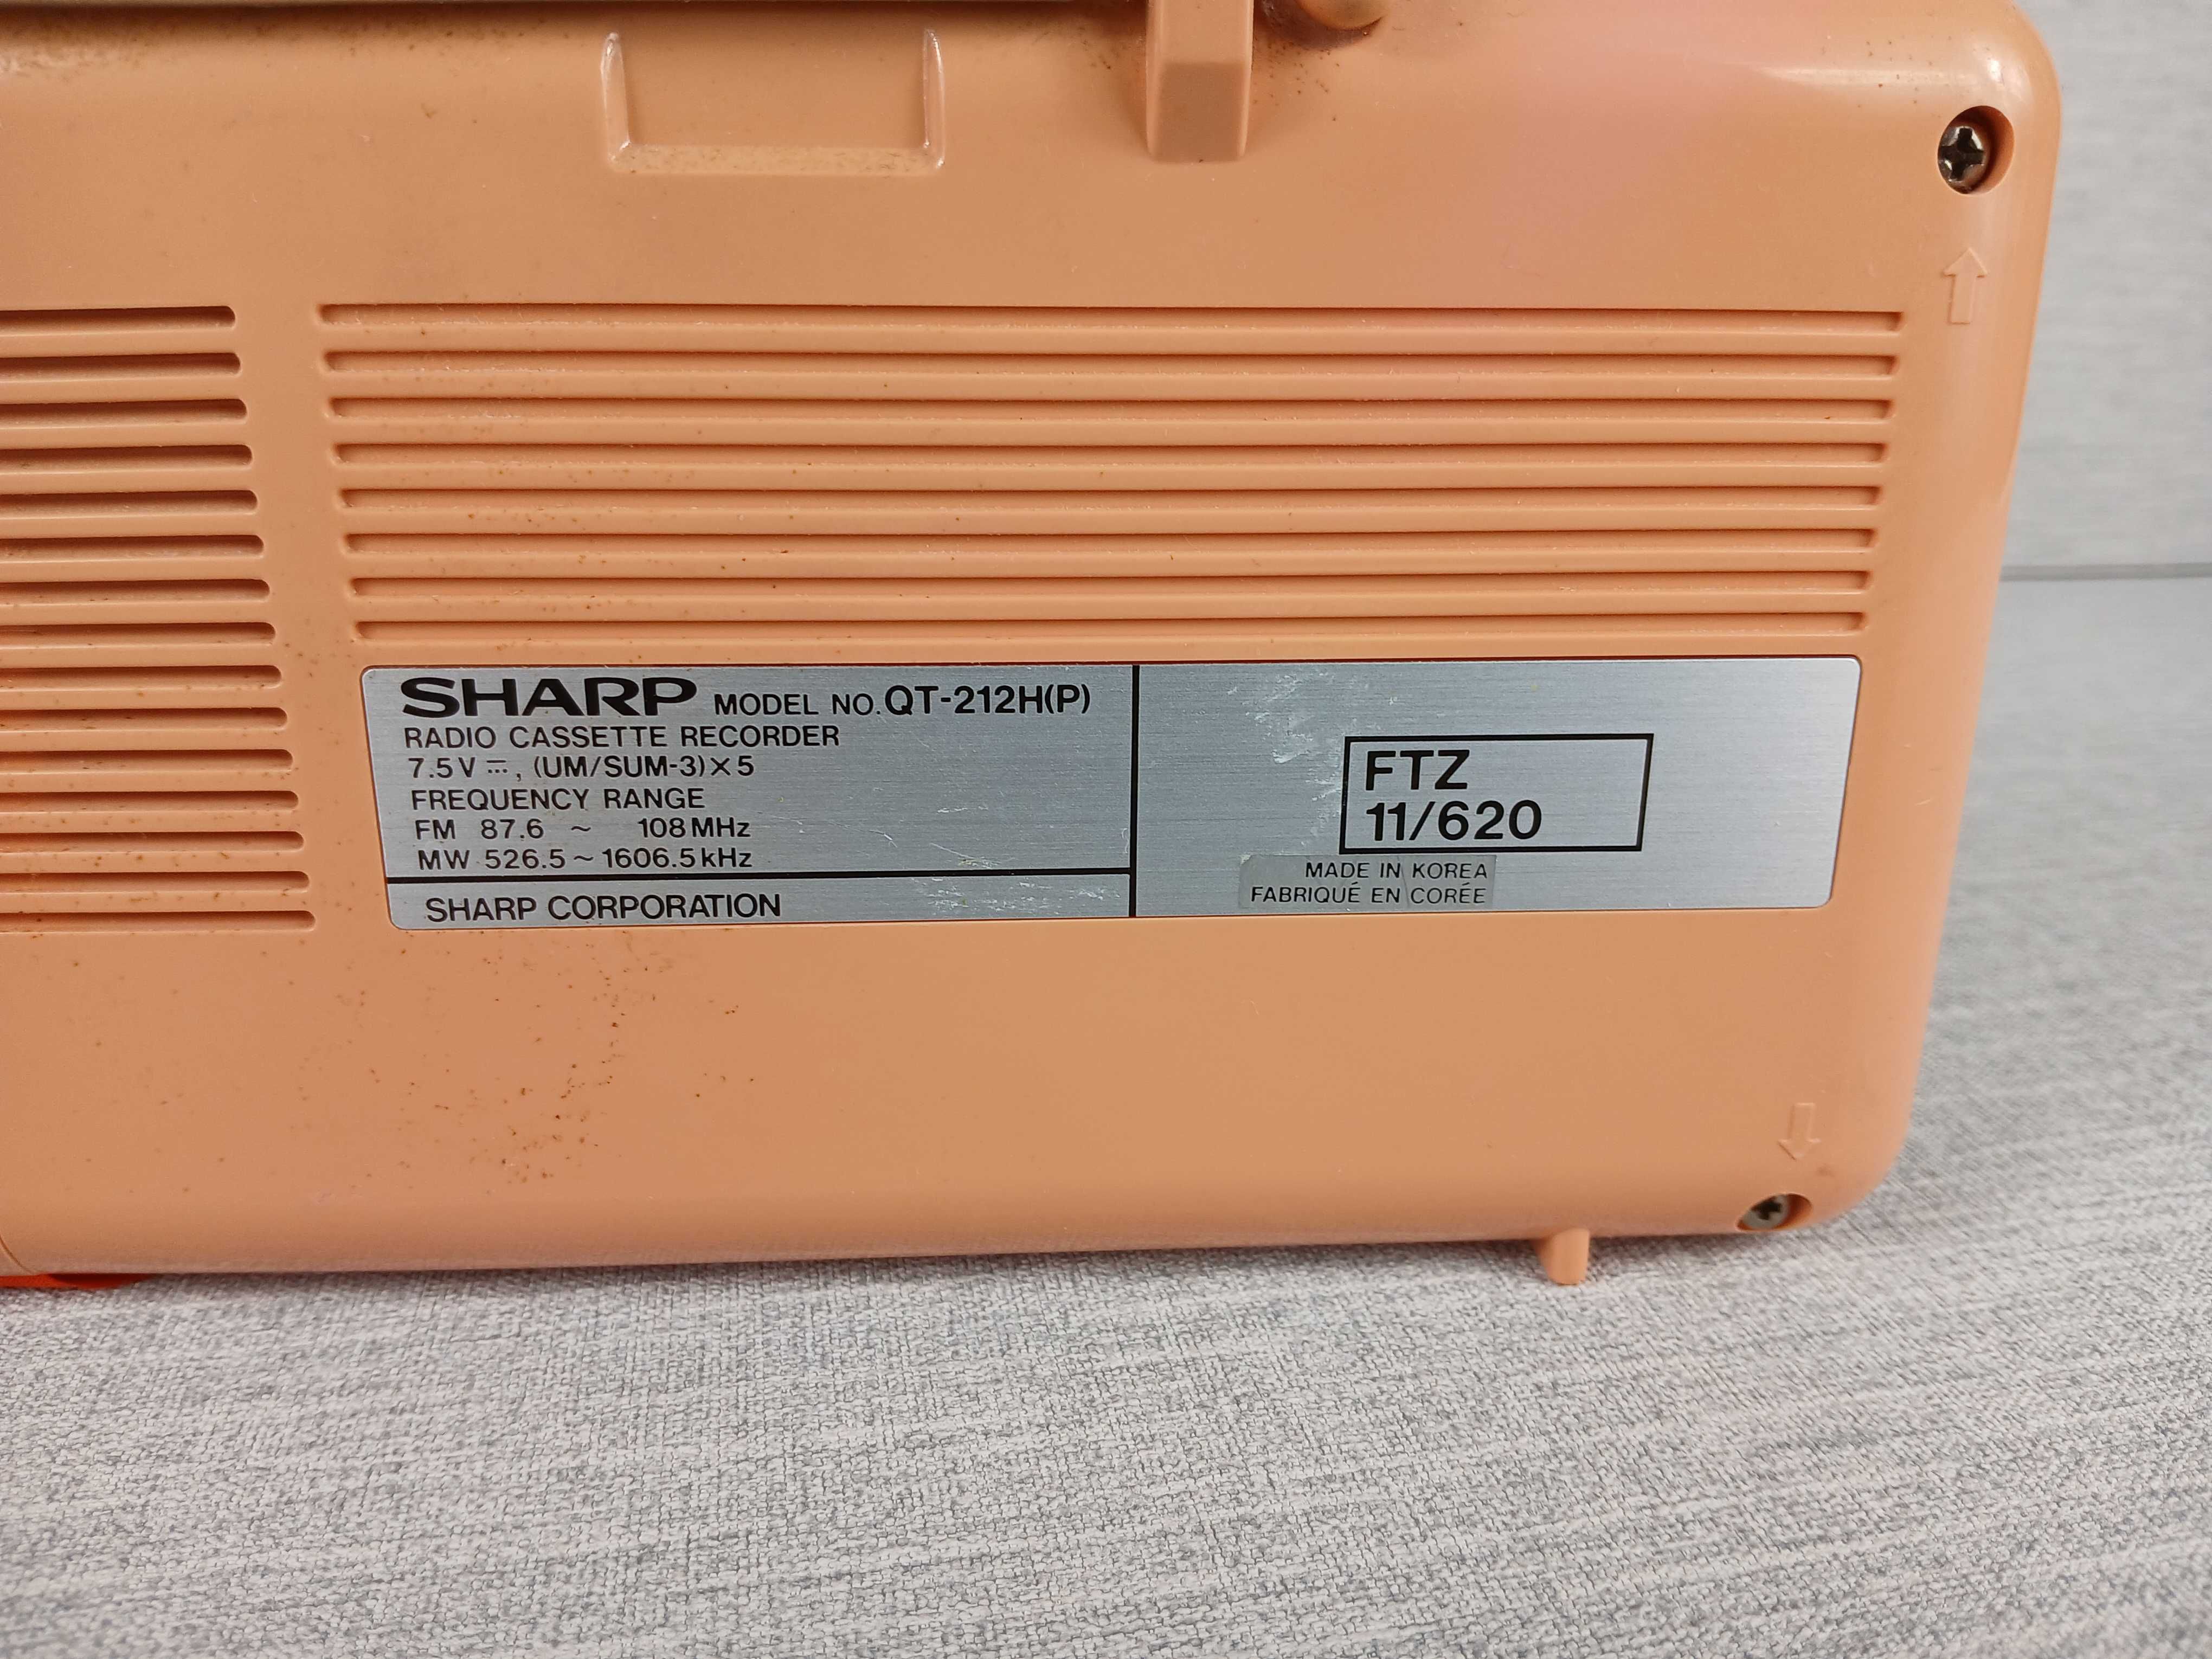 SHARP MODEL NO. QT-212H(P)
RADIO CASSETTE RECORDER
7.5V ⎓, (UM/SUM-3)×5
FREQUENCY RANGE
FM 87.6 ~ 108MHz
MW 526.5~1606.5kHz
SHARP CORPORATION
FTZ
11/620
MADE IN KOREA
FABRIQUÉ EN CORÉE